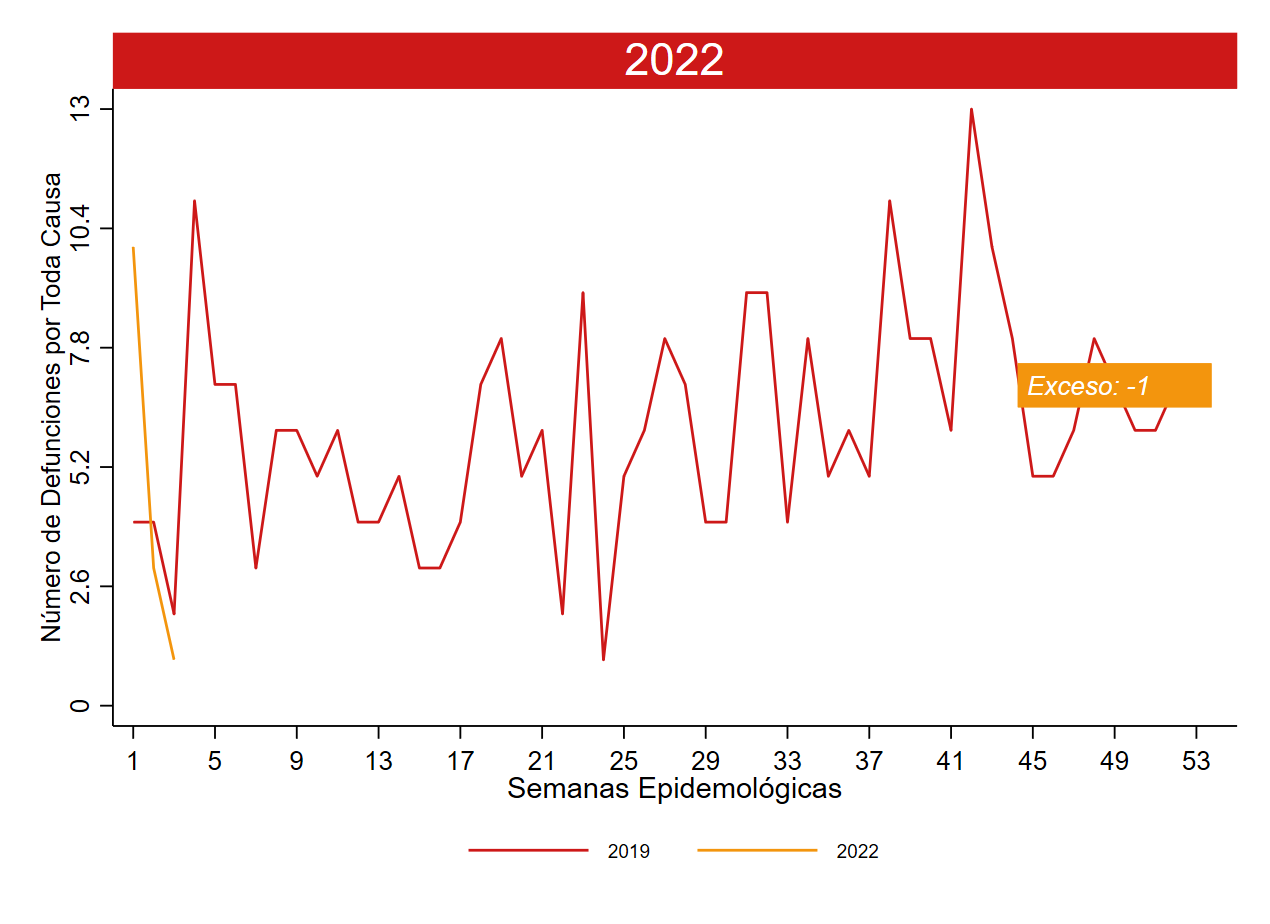 2022
Número de Defunciones por Toda Causa
13
10.4
7.8
5.2
2.6
0
Exceso: -1
1 5 9 13 17 21 25 29 33 37 41 45 49 53
Semanas Epidemológicas
2019 2022